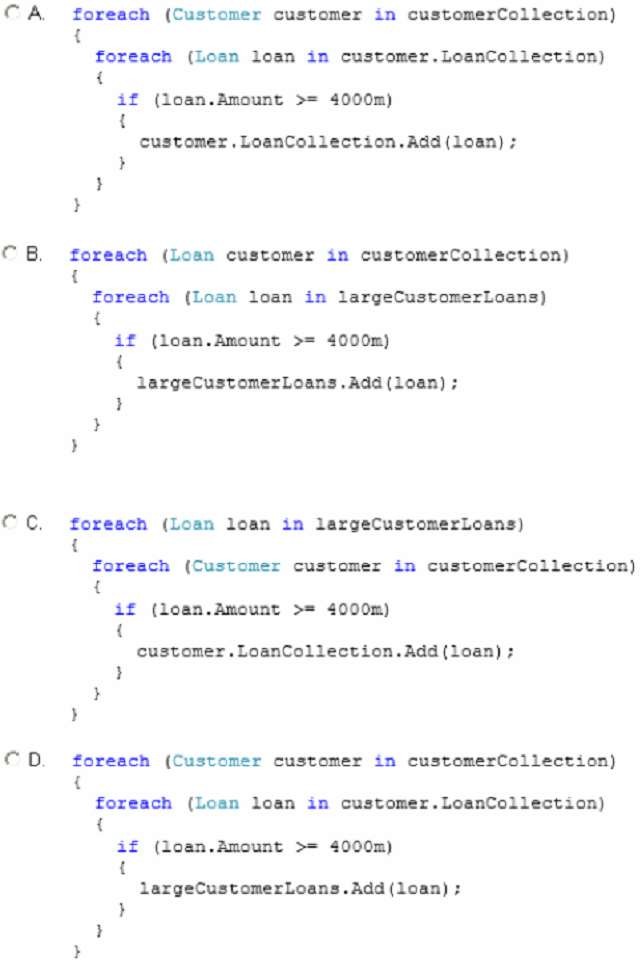 A. foreach (Customer customer in customerCollection)
{
foreach (Loan loan in customer.LoanCollection)
{
if (loan.Amount >= 4000m)
{
customer.LoanCollection.Add(loan);
}
}
}
B. foreach (Loan customer in customerCollection)
{
foreach (Loan loan in largeCustomerLoans)
{
if (loan.Amount >= 4000m)
{
largeCustomerLoans.Add(loan);
}
}
}
C. foreach (Loan loan in largeCustomerLoans)
{
foreach (Customer customer in customerCollection)
{
if (loan.Amount >= 4000m)
{
customer.LoanCollection.Add(loan);
}
}
}
D. foreach (Customer customer in customerCollection)
{
foreach (Loan loan in customer.LoanCollection)
{
if (loan.Amount >= 4000m)
{
largeCustomerLoans.Add(loan);
}
}
}